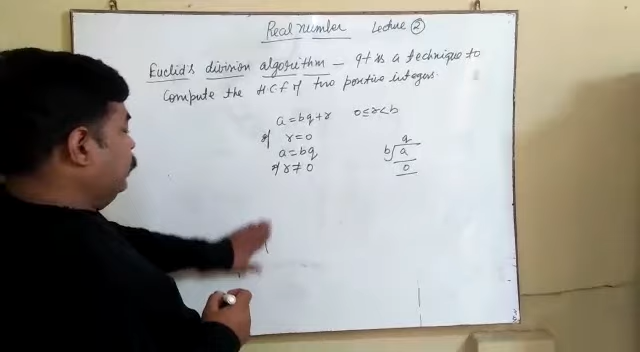 Real number Lecture ②
Euclid's division algorithm - It is a technique to
Compute the H.C.F of two positive integers.
a = bq + r 0 ≤ r < b
If r = 0
a = bq
If r ≠ 0
q
b a
0